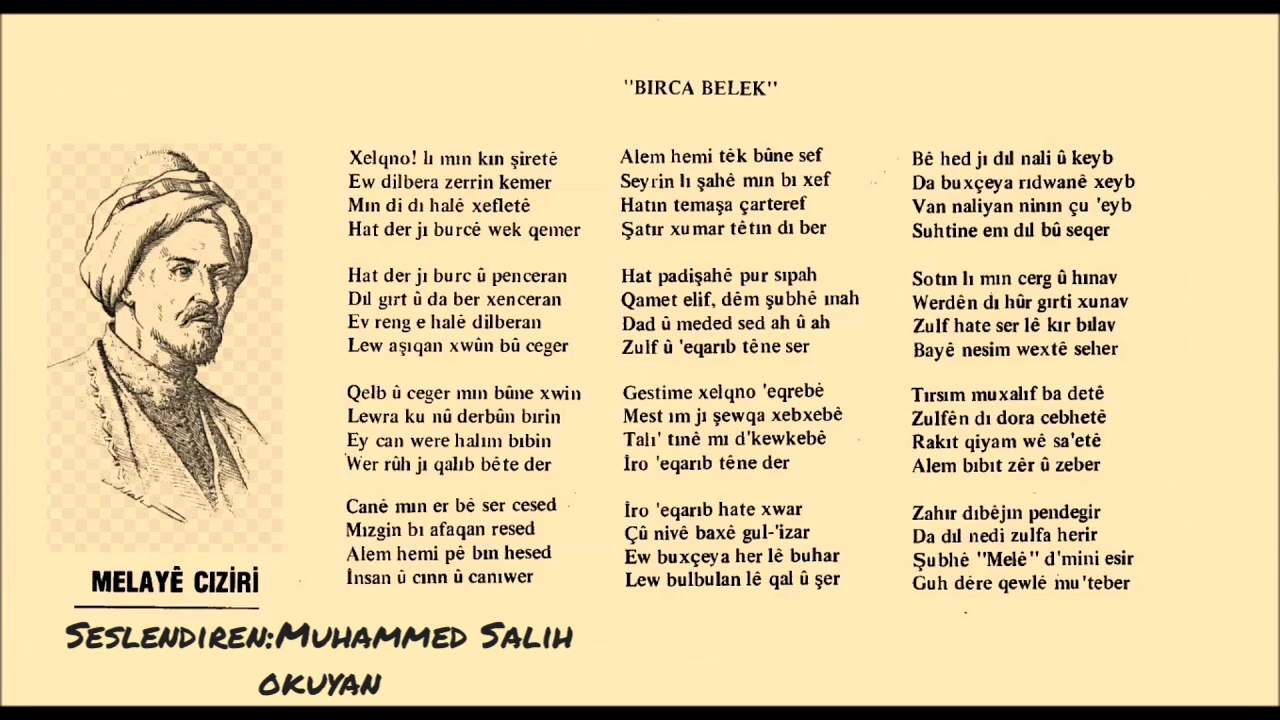 "BIRCA BELEK"
Xelqno! lı mın kın şiretê
Ew dilbera zerrin kemer
Mın di dı halê xefletê
Hat der jı burcê wek qemer
Hat der jı burc û penceran
Dıl gırt û da ber xenceran
Ev reng e halê dilberan
Lew aşıqan xwûn bû ceger
Qelb û ceger mın bûne xwin
Lewra ku nû derbûn bırin
Ey can were halım bıbin
Wer rûh jı qalıb bête der
Canê mın er bê ser cesed
Mızgin bı afaqan resed
Alem hemi pê bın hesed
İnsan û cınn û canıwer
Alem hemi têk bûne sef
Seyrin lı şahê mın bı xef
Hatın temaşa çarteref
Şatır xumar têtın dı ber
Hat padişahê pur sıpah
Qamet elif, dêm şubhê mah
Dad û meded sed ah û ah
Zulf û 'eqarıb têne ser
Gestime xelqno 'eqrebê
Mest ım jı şewqa xebxebê
Talı' tınê mı d'kewkebê
İro 'eqarıb têne der
İro 'eqarıb hate xwar
Çû nivê baxê gul-'izar
Ew buxçeya her lê buhar
Lew bulbulan lê qal û şer
Bê hed jı dıl nali û keyb
Da buxçeya rıdwanê xeyb
Van naliyan ninın çu 'eyb
Suhtine em dıl bû seqer
Sotın lı mın cerg û hınav
Werdên dı hûr gırti xunav
Zulf hate ser lê kır bılav
Bayê nesim wextê seher
Tırsım muxalıf ba detê
Zulfên dı dora cebhetê
Rakıt qiyam wê sa'etê
Alem bıbıt zêr û zeber
Zahır dıbêjın pendegir
Da dıl nedi zulfa herir
Şubhê "Melê" d'mini esir
Guh dêre qewlê mu'teber
MELAYÊ CIZİRİ
SESLENDIREN:MUHAMMED SALIH
OKUYAN